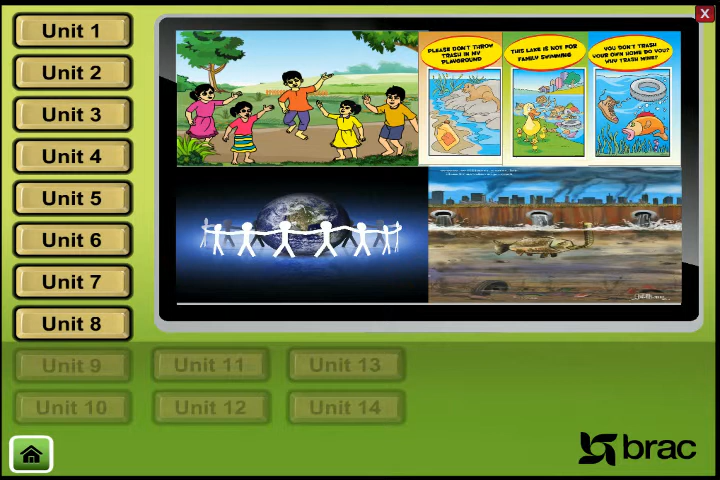 X
Unit 1
Unit 2
Unit 3
Unit 4
Unit 5
Unit 6
Unit 7
Unit 8
Unit 9
Unit 10
Unit 11
Unit 12
Unit 13
Unit 14
PLEASE DON'T THROW
TRASH IN MY
PLAYGROUND
THIS LAKE IS NOT FOR
FAMILY SWIMMING
YOU DON'T TRASH
YOUR OWN HOME DO YOU?
WHY TRASH MINE?
brac